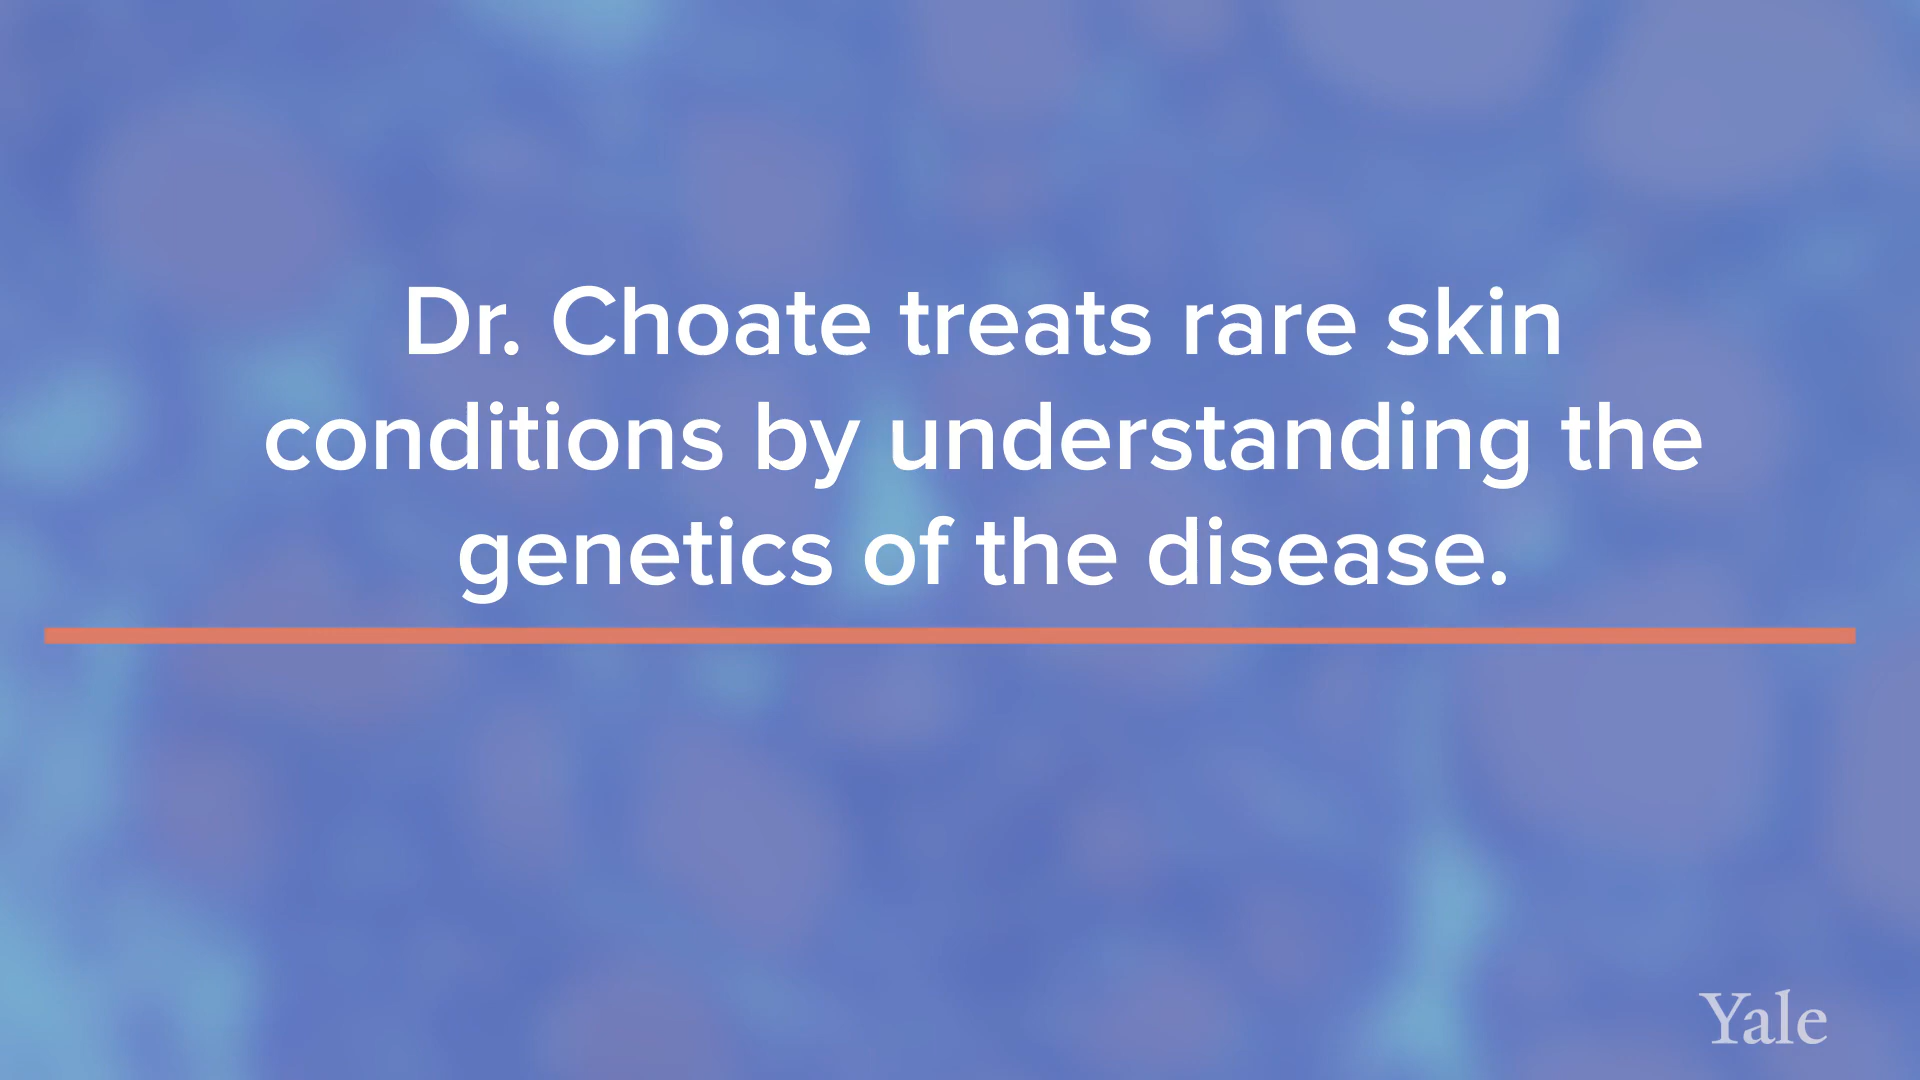 Dr. Choate treats rare skin
conditions by understanding the
genetics of the disease.
Yale